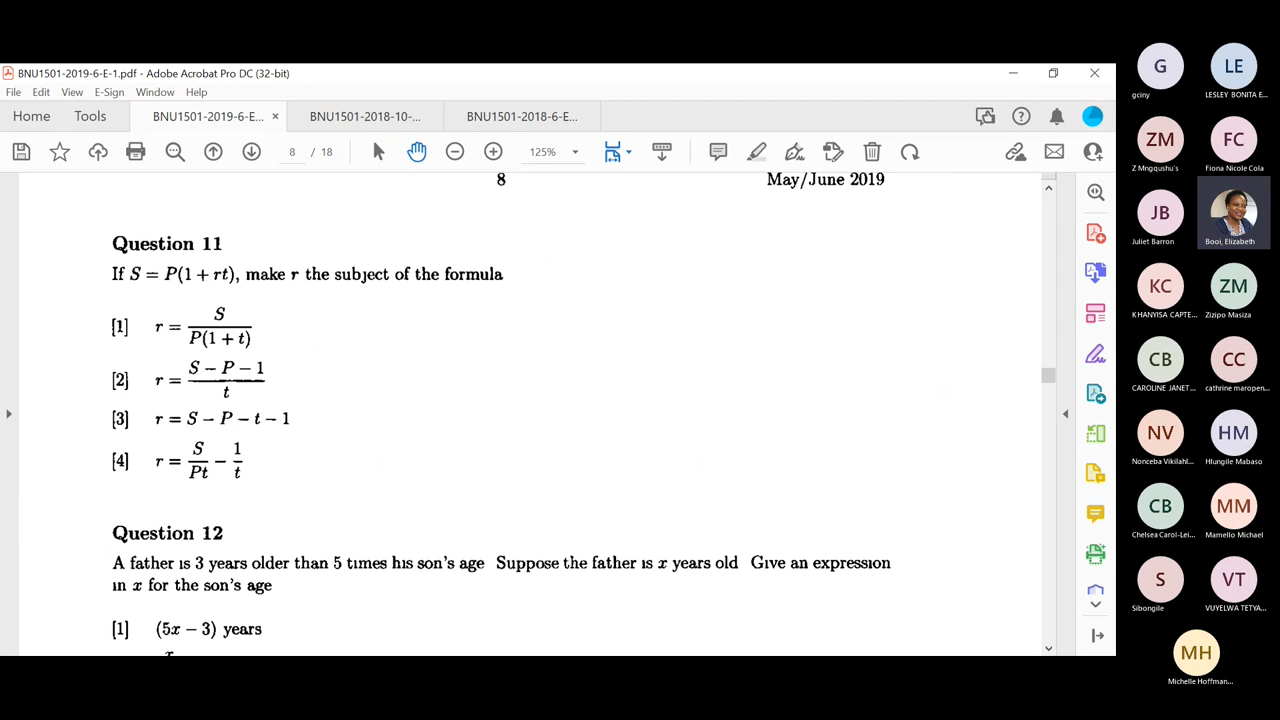 BNU1501-2019-6-E-1.pdf - Adobe Acrobat Pro DC (32-bit)
File Edit View E-Sign Window Help
Home Tools BNU1501-2019-6-E... × BNU1501-2018-10-... BNU1501-2018-6-E...
8 / 18 125%
8 May/June 2019
Question 11
If S = P(1 + rt), make r the subject of the formula
[1] r = S / P(1 + t)
[2] r = S − P − 1 / t
[3] r = S − P − t − 1
[4] r = S / Pt − 1 / t
Question 12
A father is 3 years older than 5 times his son's age Suppose the father is x years old Give an expression
in x for the son's age
[1] (5x − 3) years
G LE
gciny LESLEY BONITA E...
ZM FC
Z Mngqushu's Fiona Nicole Cola
JB
Juliet Barron Booi, Elizabeth
KC ZM
KHANYISA CAPTE... Zizipo Masiza
CB CC
CAROLINE JANET... cathrine maropen...
NV HM
Nonceba Vikilahl... Hlungile Mabaso
CB MM
Chelsea Carol-Lei... Mamello Michael
S VT
Sibongile VUYELWA TETYA...
MH
Michelle Hoffman...